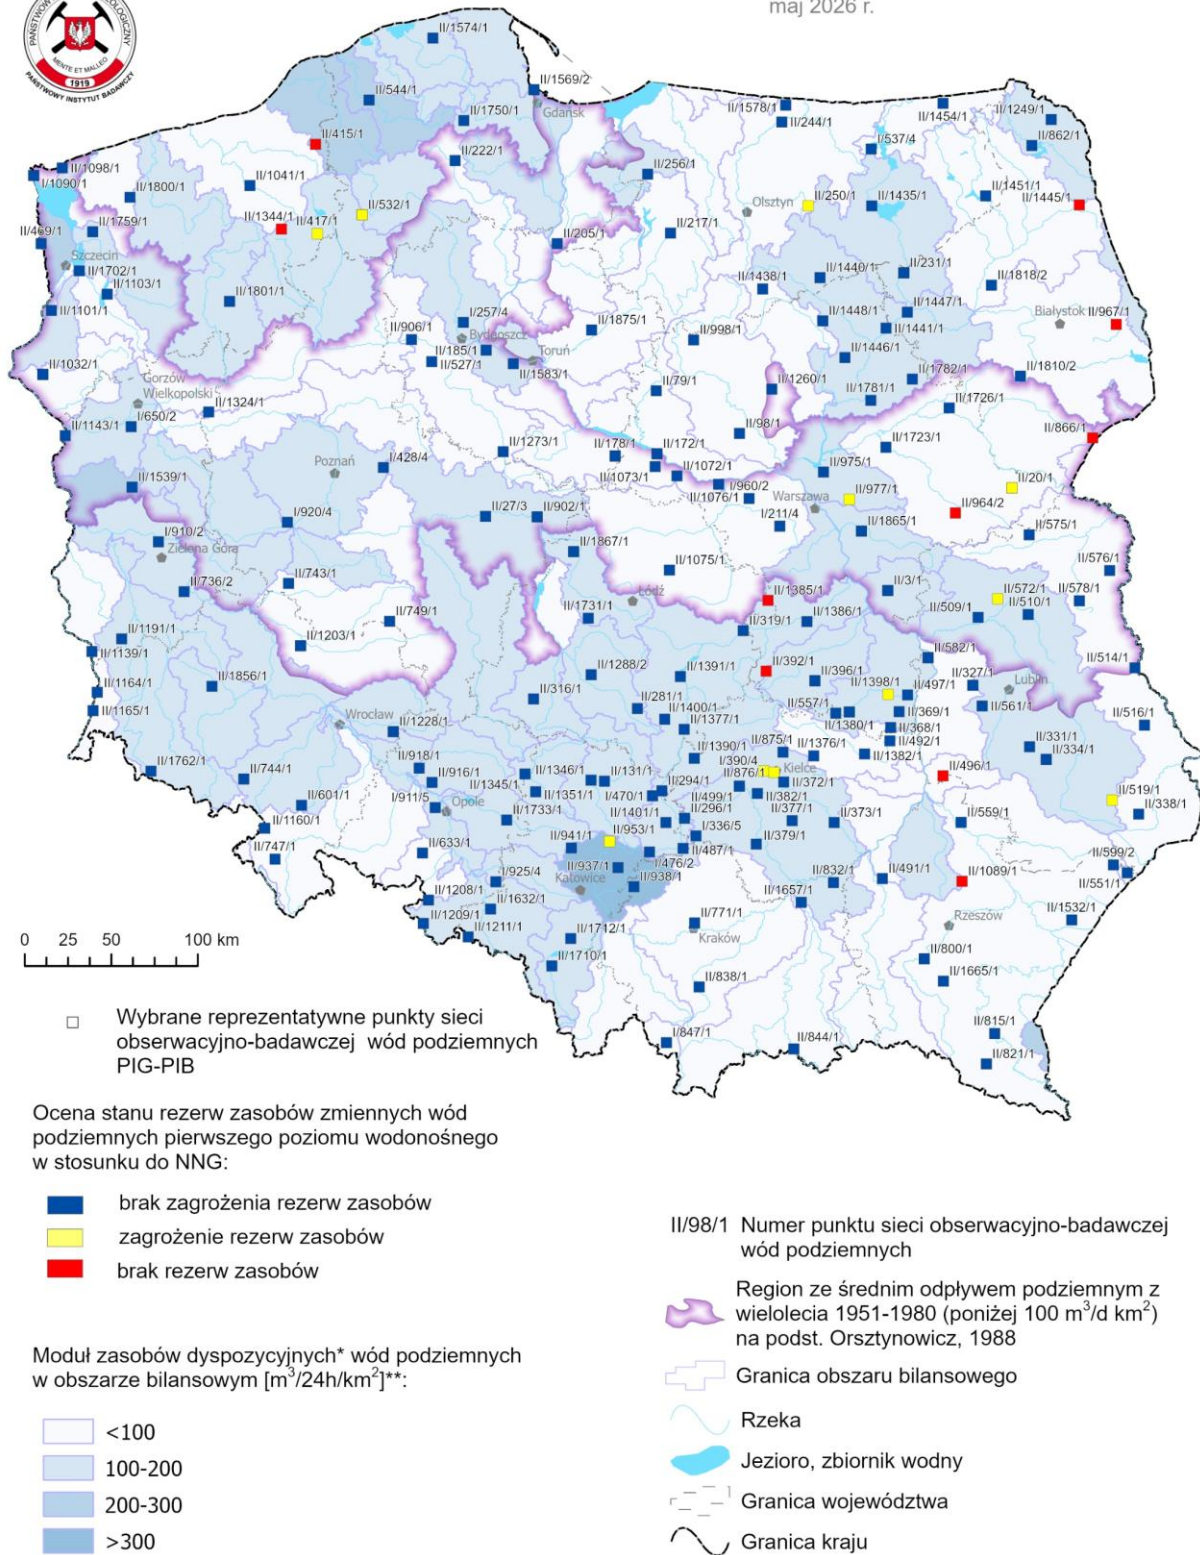 maj 2026 r.
PAŃSTWOWY
OLOGICZNY
MENTE ET MALLEO
1919
PAŃSTWOWY INSTYTUT BADAWCZY
II/1574/1
II/1569/2
II/544/1
Gdańsk
II/1750/1
II/1578/1
II/244/1
II/1454/1
II/1249/1
II/862/1
II/415/1
II/222/1
I/537/4
II/256/1
II/1098/1
I/1090/1
II/1800/1
II/1041/1
II/532/1
II/1344/1
II/417/1
II/250/1
II/1435/1
II/1451/1
II/1445/1
Olsztyn
II/217/1
II/205/1
II/1759/1
II/469/1
Szczecin
II/1702/1
II/1103/1
II/1101/1
II/1801/1
II/1438/1
II/1440/1
II/231/1
II/1818/2
II/1447/1
II/1448/1
II/1441/1
Białystok
II/967/1
I/257/4
Bydgoszcz
II/906/1
II/185/1
II/527/1
Toruń
II/1583/1
II/1875/1
II/998/1
II/1446/1
II/1782/1
II/1810/2
II/1032/1
Gorzów
Wielkopolski
II/1324/1
I/650/2
II/1143/1
II/79/1
II/1260/1
II/1781/1
II/1726/1
II/866/1
II/98/1
II/1723/1
II/1273/1
II/178/1
II/172/1
II/1073/1
II/1072/1
II/975/1
Poznań
I/428/4
II/1539/1
I/960/2
II/1076/1
Warszawa
II/977/1
II/20/1
II/964/2
I/211/4
II/1865/1
II/575/1
I/920/4
II/27/3
II/902/1
I/910/2
Zielona Góra
II/1867/1
II/1075/1
II/576/1
II/736/2
II/743/1
II/3/1
II/572/1
II/578/1
Łódź
II/1385/1
II/1386/1
II/509/1
II/510/1
II/1731/1
II/319/1
II/749/1
II/1203/1
II/1191/1
II/1139/1
II/582/1
II/514/1
II/392/1
II/396/1
II/1398/1
II/327/1
Lublin
II/1288/2
II/1391/1
II/497/1
II/561/1
II/1164/1
II/1856/1
II/1165/1
II/316/1
II/281/1
II/1400/1
II/1377/1
II/557/1
II/1380/1
II/369/1
II/368/1
II/492/1
II/516/1
Wrocław
II/1228/1
II/1390/1
II/875/1
II/1376/1
II/1382/1
II/331/1
II/334/1
II/1762/1
II/744/1
II/918/1
II/916/1
II/1345/1
II/1346/1
II/131/1
II/1351/1
I/470/1
II/294/1
I/390/4
II/876/1
Kielce
II/372/1
II/496/1
II/519/1
II/338/1
II/601/1
I/911/5
Opole
II/1733/1
II/1401/1
II/499/1
II/296/1
II/382/1
II/377/1
II/373/1
II/559/1
II/1160/1
II/747/1
II/633/1
II/941/1
II/953/1
I/336/5
II/487/1
II/379/1
II/599/2
II/551/1
I/925/4
II/937/1
Katowice
I/476/2
II/938/1
II/832/1
II/491/1
II/1089/1
II/1208/1
II/1632/1
II/1657/1
Rzeszów
II/1532/1
II/1209/1
II/1211/1
II/1712/1
II/771/1
Kraków
II/1710/1
II/800/1
II/1665/1
II/838/1
I/847/1
II/844/1
II/815/1
II/821/1
0 25 50 100 km
Wybrane reprezentatywne punkty sieci
obserwacyjno-badawczej wód podziemnych
PIG-PIB
Ocena stanu rezerw zasobów zmiennych wód
podziemnych pierwszego poziomu wodonośnego
w stosunku do NNG:
brak zagrożenia rezerw zasobów
zagrożenie rezerw zasobów
brak rezerw zasobów
Moduł zasobów dyspozycyjnych* wód podziemnych
w obszarze bilansowym [m³/24h/km²]**:
<100
100-200
200-300
>300
II/98/1 Numer punktu sieci obserwacyjno-badawczej
wód podziemnych
Region ze średnim odpływem podziemnym z
wielolecia 1951-1980 (poniżej 100 m³/d km²)
na podst. Orsztynowicz, 1988
Granica obszaru bilansowego
Rzeka
Jezioro, zbiornik wodny
Granica województwa
Granica kraju